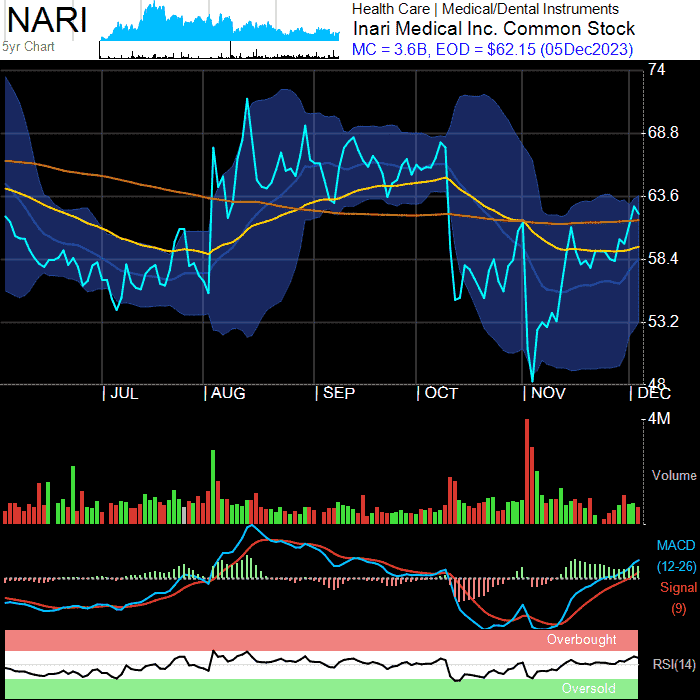 NARI
5yr Chart
Health Care | Medical/Dental Instruments
Inari Medical Inc. Common Stock
MC = 3.6B, EOD = $62.15 (05Dec2023)
74
68.8
63.6
58.4
53.2
48
| JUL | AUG | SEP | OCT | NOV | DEC
4M
Volume
MACD
(12-26)
Signal
(9)
Overbought
RSI(14)
Oversold